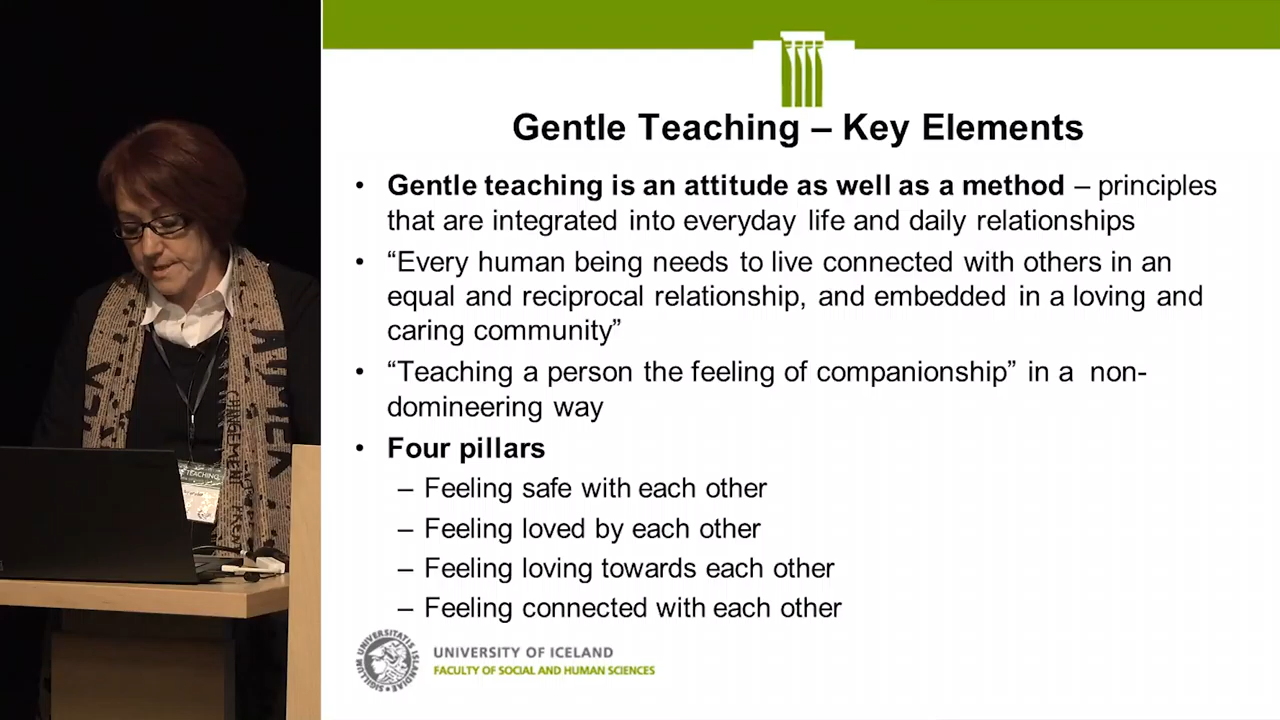 Gentle Teaching – Key Elements
• Gentle teaching is an attitude as well as a method – principles
that are integrated into everyday life and daily relationships
• “Every human being needs to live connected with others in an
equal and reciprocal relationship, and embedded in a loving and
caring community”
• “Teaching a person the feeling of companionship” in a non-
domineering way
• Four pillars
– Feeling safe with each other
– Feeling loved by each other
– Feeling loving towards each other
– Feeling connected with each other
SIGILLUM UNIVERSITATIS ISLANDIAE
UNIVERSITY OF ICELAND
FACULTY OF SOCIAL AND HUMAN SCIENCES
TEACHING